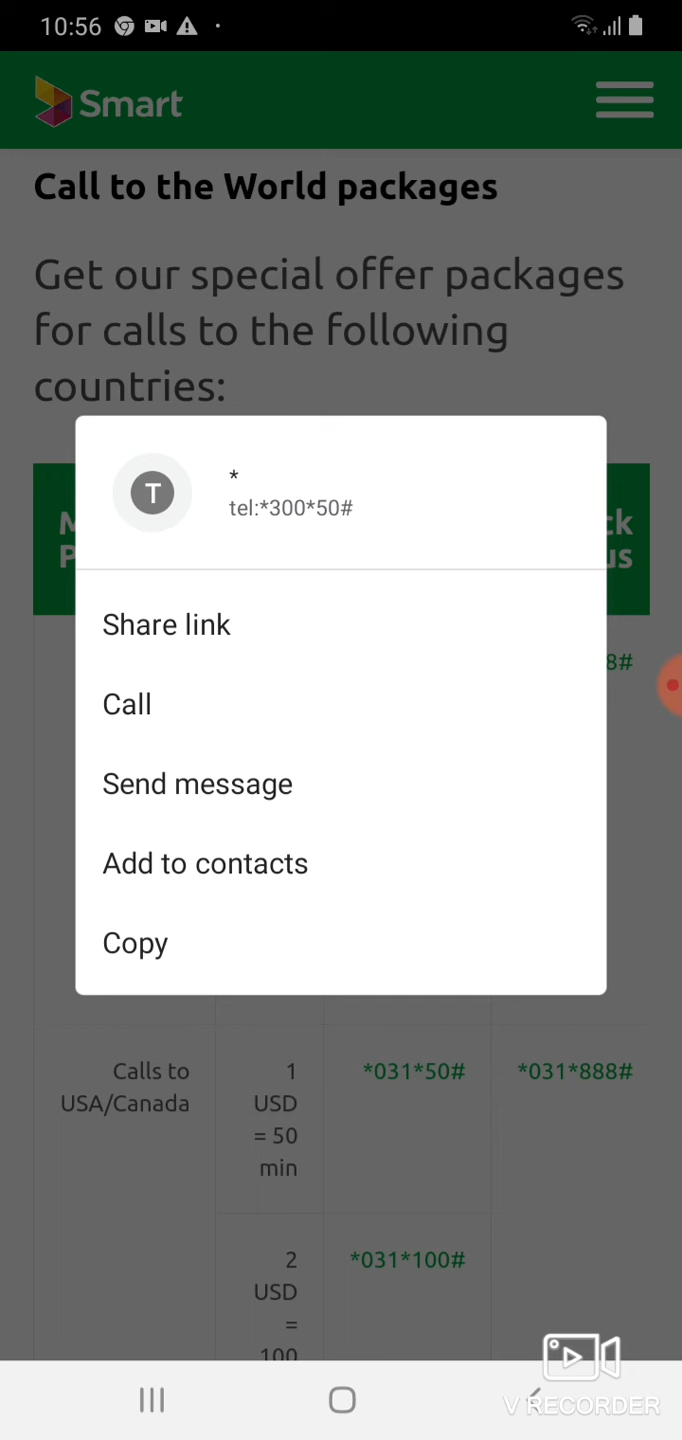 10:56
Smart
Call to the World packages
Get our special offer packages
for calls to the following
countries:
T
*
tel:*300*50#
Share link
Call
Send message
Add to contacts
Copy
8#
Calls to
USA/Canada
1
USD
= 50
min
*031*50#
*031*888#
2
USD
=
100
*031*100#
V RECORDER